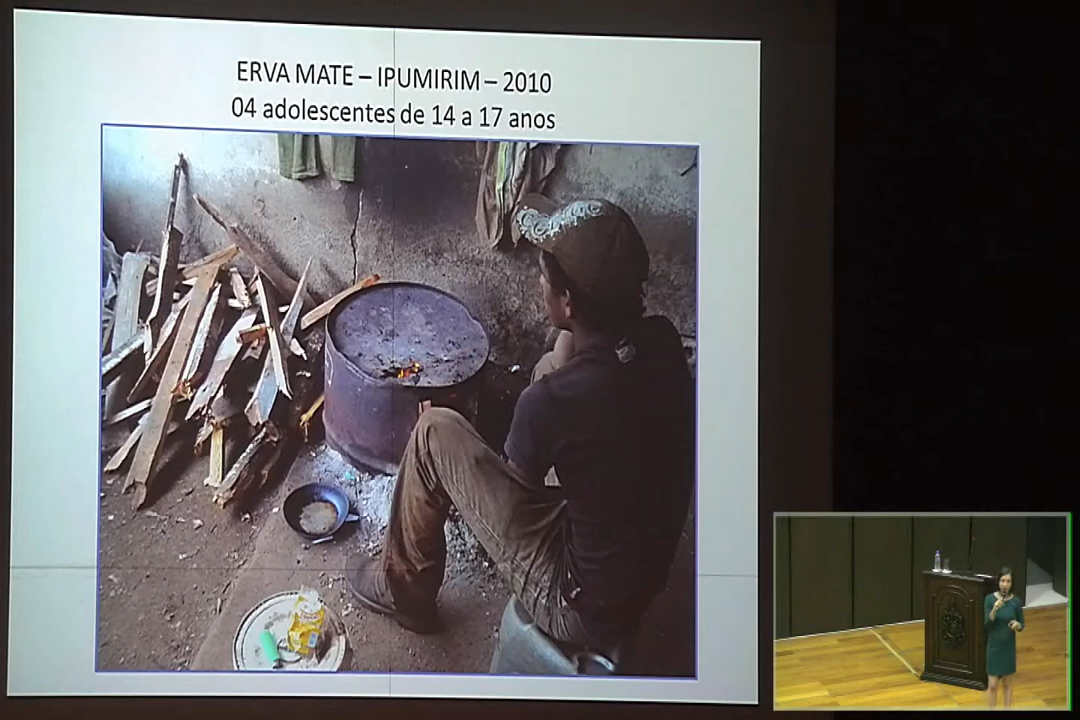 ERVA MATE – IPUMIRIM – 2010
04 adolescentes de 14 a 17 anos